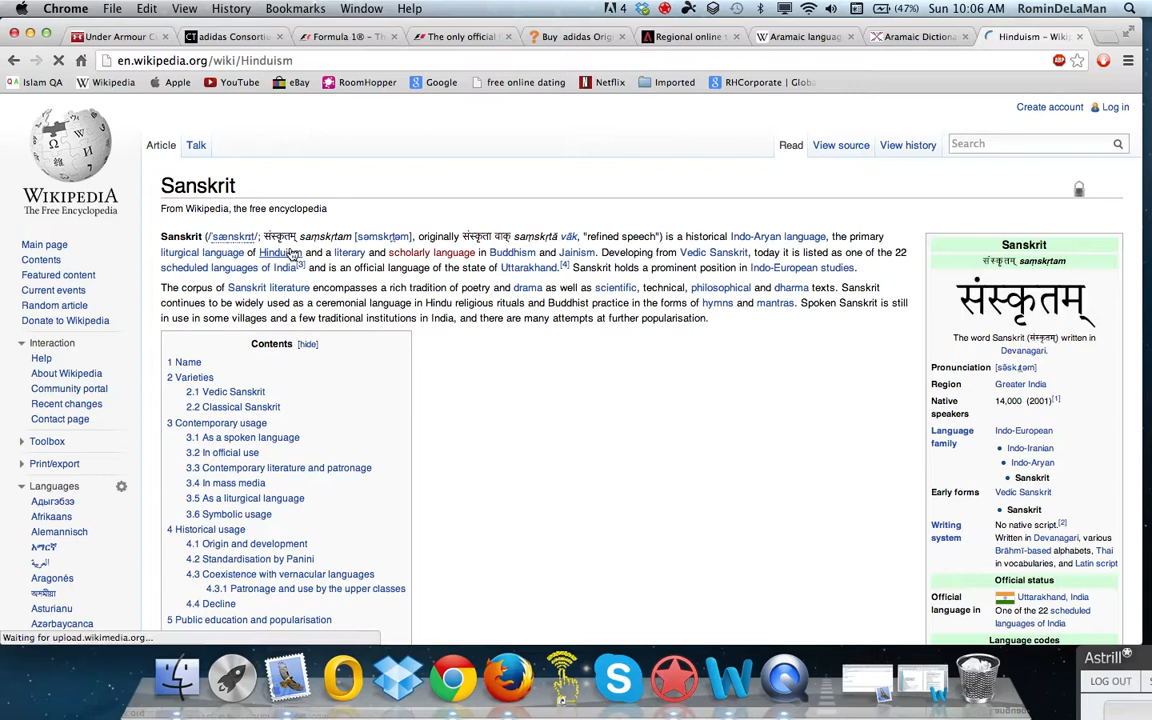 Chrome File Edit View History Bookmarks Window Help 4 (47%) Sun 10:06 AM RominDeLaMan
Under Armour C adidas Consortiu Formula 1® - Th The only official Buy adidas Ori Regional online t Aramaic languag Aramaic Dictiona Hinduism – Wiki
en.wikipedia.org/wiki/Hinduism
Islam QA Wikipedia Apple YouTube eBay RoomHopper Google free online dating Netflix Imported RHCorporate | Googl
Create account Log in
Article Talk Read View source View history Search
WIKIPEDIA
The Free Encyclopedia
Main page
Contents
Featured content
Current events
Random article
Donate to Wikipedia
Interaction
Help
About Wikipedia
Community portal
Recent changes
Contact page
Toolbox
Print/export
Languages
Адыгэбзэ
Afrikaans
Alemannisch
አማርኛ
العربية
Aragonés
অসমীয়া
Asturianu
Azərbaycanca
Sanskrit
From Wikipedia, the free encyclopedia
Sanskrit (/ˈsænskrɪt/; संस्कृतम् saṃskṛtam [səmskr̩t̪əm], originally संस्कृता वाक् saṃskṛtā vāk, "refined speech") is a historical Indo-Aryan language, the primary
liturgical language of Hinduism and a literary and scholarly language in Buddhism and Jainism. Developing from Vedic Sanskrit, today it is listed as one of the 22
scheduled languages of India[3] and is an official language of the state of Uttarakhand.[4] Sanskrit holds a prominent position in Indo-European studies.
The corpus of Sanskrit literature encompasses a rich tradition of poetry and drama as well as scientific, technical, philosophical and dharma texts. Sanskrit
continues to be widely used as a ceremonial language in Hindu religious rituals and Buddhist practice in the forms of hymns and mantras. Spoken Sanskrit is still
in use in some villages and a few traditional institutions in India, and there are many attempts at further popularisation.
Contents [hide]
1 Name
2 Varieties
2.1 Vedic Sanskrit
2.2 Classical Sanskrit
3 Contemporary usage
3.1 As a spoken language
3.2 In official use
3.3 Contemporary literature and patronage
3.4 In mass media
3.5 As a liturgical language
3.6 Symbolic usage
4 Historical usage
4.1 Origin and development
4.2 Standardisation by Panini
4.3 Coexistence with vernacular languages
4.3.1 Patronage and use by the upper classes
4.4 Decline
5 Public education and popularisation
Sanskrit
संस्कृतम् saṃskṛtam
संस्कृतम्
The word Sanskrit (संस्कृतम्) written in
Devanagari.
Pronunciation [sə̃skr̩t̪əm]
Region Greater India
Native speakers 14,000 (2001)[1]
Language family Indo-European
Indo-Iranian
Indo-Aryan
Sanskrit
Early forms Vedic Sanskrit
Sanskrit
Writing system No native script.[2]
Written in Devanagari, various
Brāhmī-based alphabets, Thai
in vocabularies, and Latin script
Official status
Official language in Uttarakhand, India
One of the 22 scheduled
languages of India
Language codes
Waiting for upload.wikimedia.org...
Astrill
LOG OUT